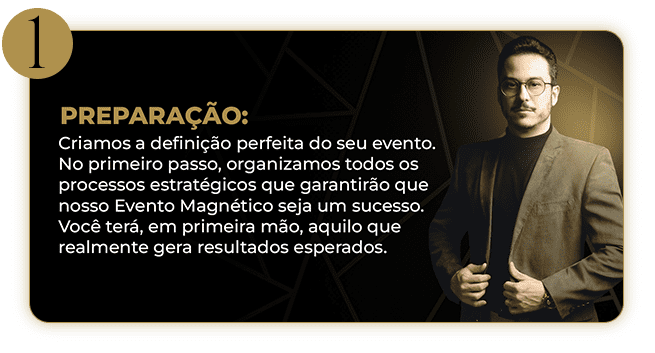 1
PREPARAÇÃO:
Criamos a definição perfeita do seu evento.
No primeiro passo, organizamos todos os
processos estratégicos que garantirão que
nosso Evento Magnético seja um sucesso.
Você terá, em primeira mão, aquilo que
realmente gera resultados esperados.